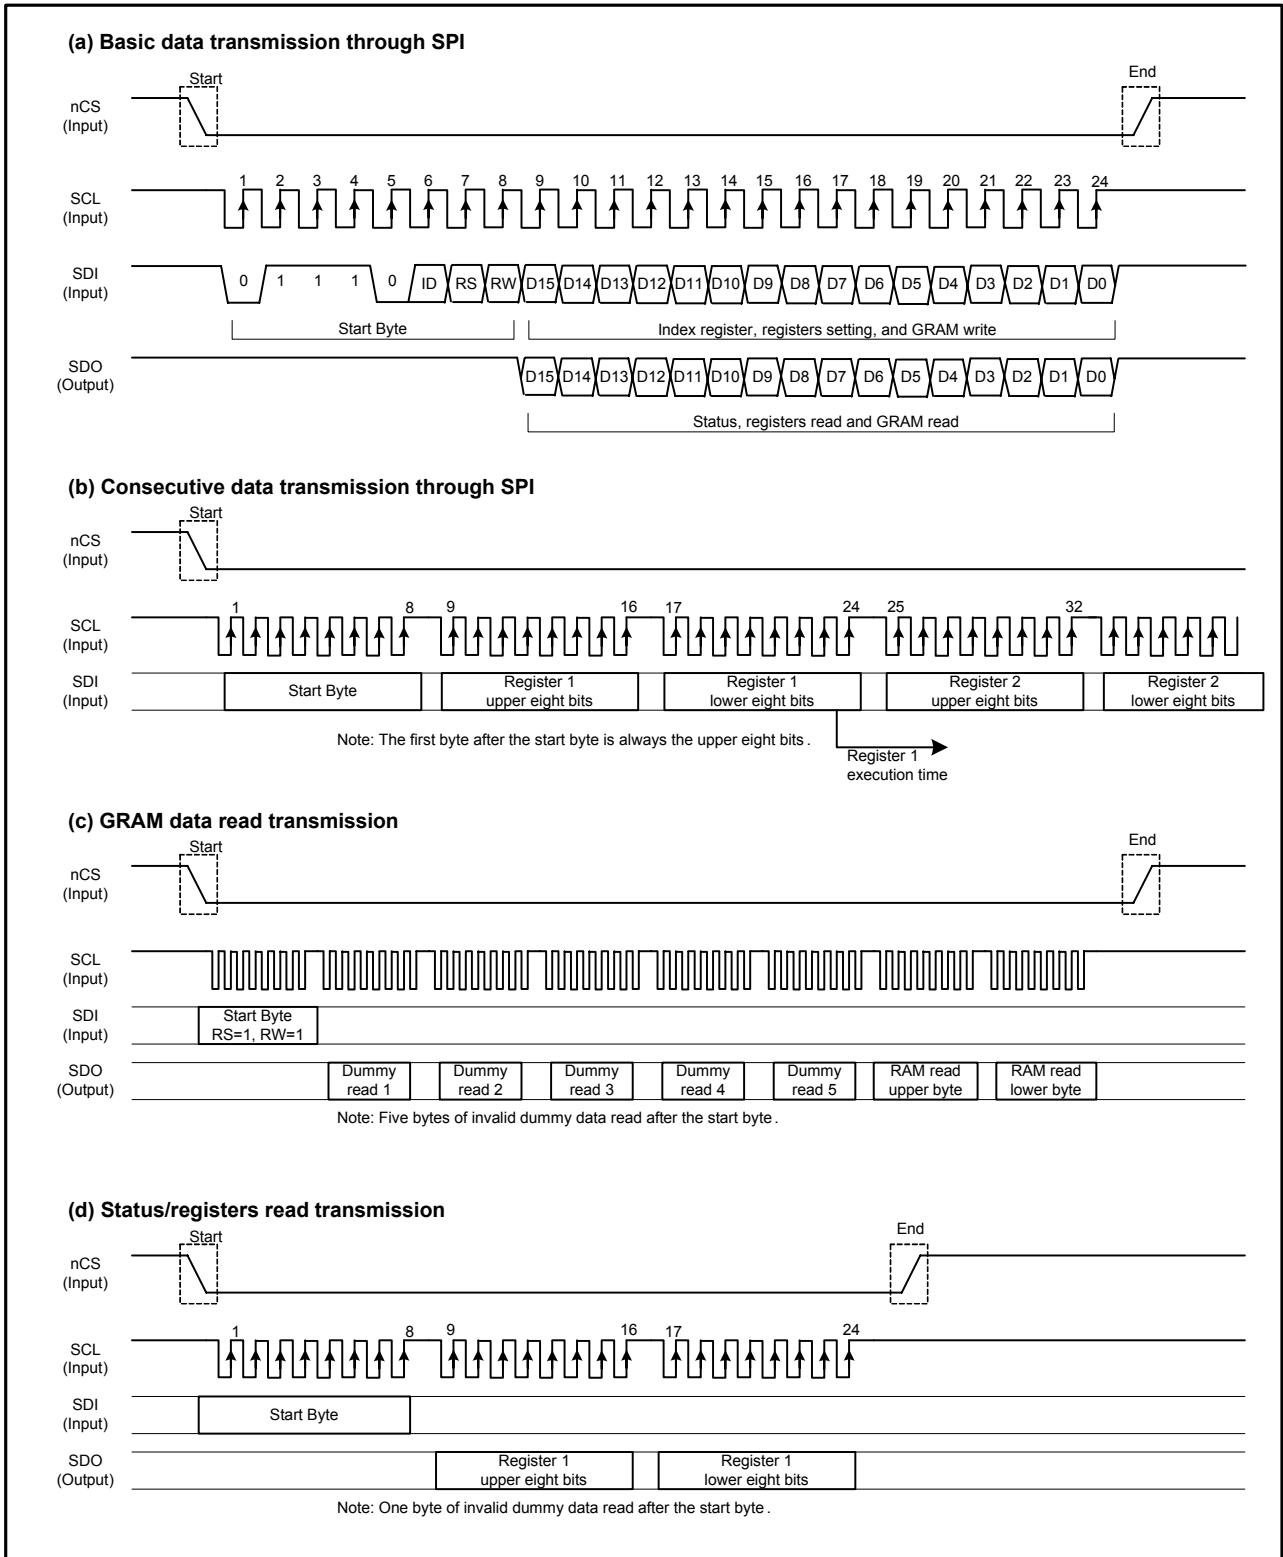 (a) Basic data transmission through SPI
Start
End
nCS
(Input)
1 2 3 4 5 6 7 8 9 10 11 12 13 14 15 16 17 18 19 20 21 22 23 24
SCL
(Input)
SDI
(Input)
0 1 1 1 0 ID RS RW D15 D14 D13 D12 D11 D10 D9 D8 D7 D6 D5 D4 D3 D2 D1 D0
Start Byte
Index register, registers setting, and GRAM write
SDO
(Output)
D15 D14 D13 D12 D11 D10 D9 D8 D7 D6 D5 D4 D3 D2 D1 D0
Status, registers read and GRAM read
(b) Consecutive data transmission through SPI
Start
nCS
(Input)
1 8 9 16 17 24 25 32
SCL
(Input)
SDI
(Input)
Start Byte
Register 1
upper eight bits
Register 1
lower eight bits
Register 2
upper eight bits
Register 2
lower eight bits
Note: The first byte after the start byte is always the upper eight bits .
Register 1
execution time
(c) GRAM data read transmission
Start
End
nCS
(Input)
SCL
(Input)
SDI
(Input)
Start Byte
RS=1, RW=1
SDO
(Output)
Dummy
read 1
Dummy
read 2
Dummy
read 3
Dummy
read 4
Dummy
read 5
RAM read
upper byte
RAM read
lower byte
Note: Five bytes of invalid dummy data read after the start byte .
(d) Status/registers read transmission
Start
End
nCS
(Input)
1 8 9 16 17 24
SCL
(Input)
SDI
(Input)
Start Byte
SDO
(Output)
Register 1
upper eight bits
Register 1
lower eight bits
Note: One byte of invalid dummy data read after the start byte .